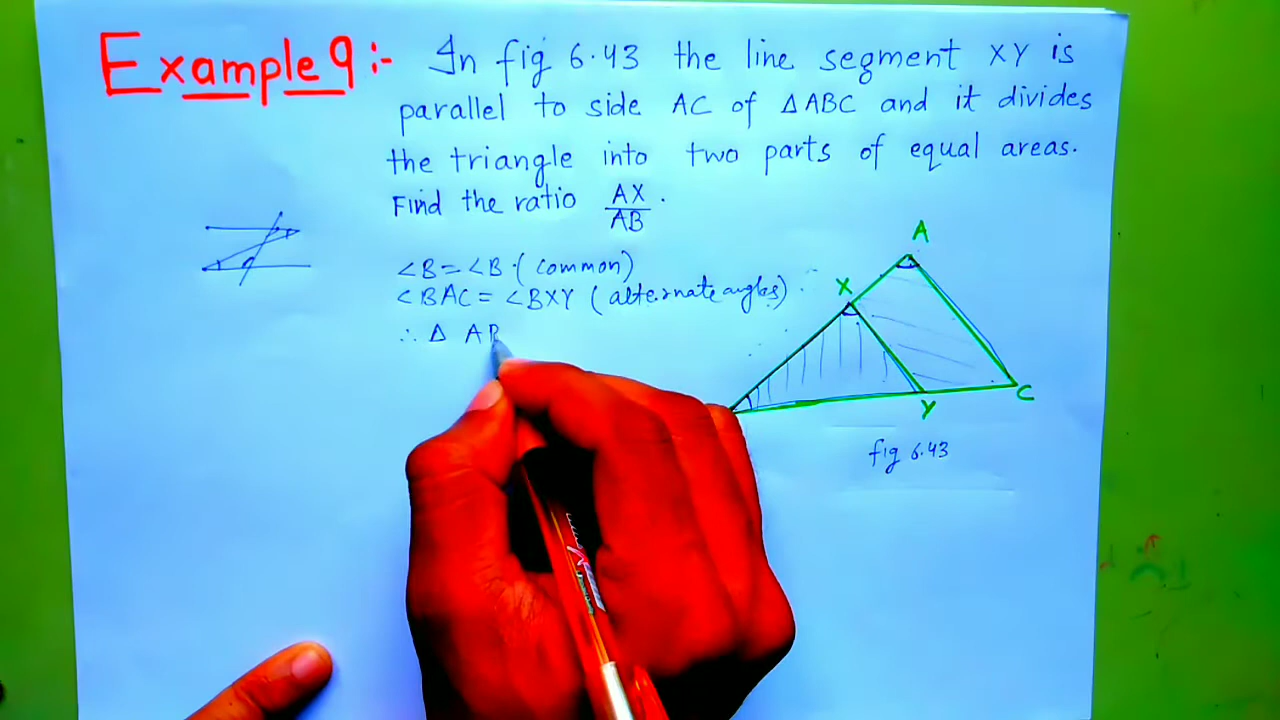 Example 9:- In fig 6.43 the line segment XY is
parallel to side AC of ΔABC and it divides
the triangle into two parts of equal areas.
Find the ratio AX/AB.
∠B=∠B (common)
∠BAC = ∠BXY (alternate angles)
∴ Δ AB
A
X
Y
C
fig 6.43